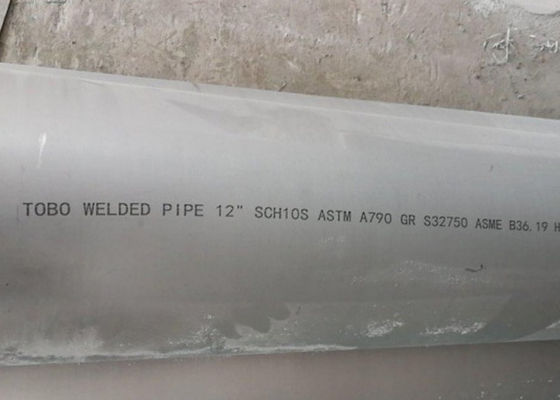 TOBO WELDED PIPE 12" SCH10S ASTM A790 GR S32750 ASME B36.19 H